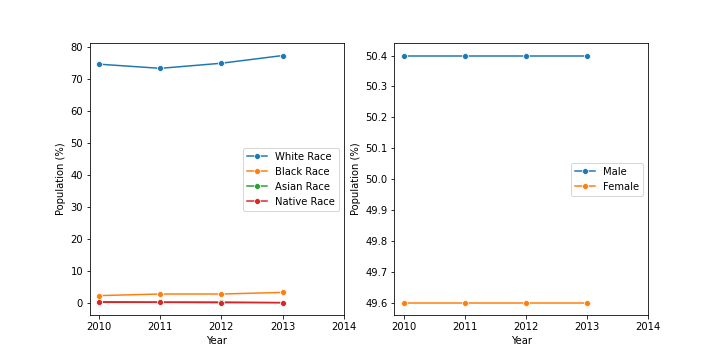 80
70
60
50
40
30
20
10
0
Population (%)
2010 2011 2012 2013 2014
Year
White Race
Black Race
Asian Race
Native Race
50.4
50.3
50.2
50.1
50.0
49.9
49.8
49.7
49.6
Population (%)
2010 2011 2012 2013 2014
Year
Male
Female